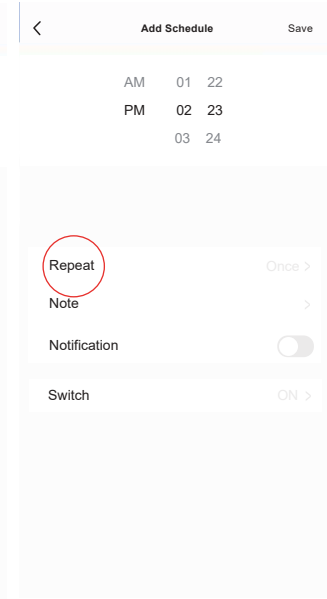 Add Schedule Save
AM 01 22
PM 02 23
03 24
Repeat Once >
Note >
Notification
Switch ON >